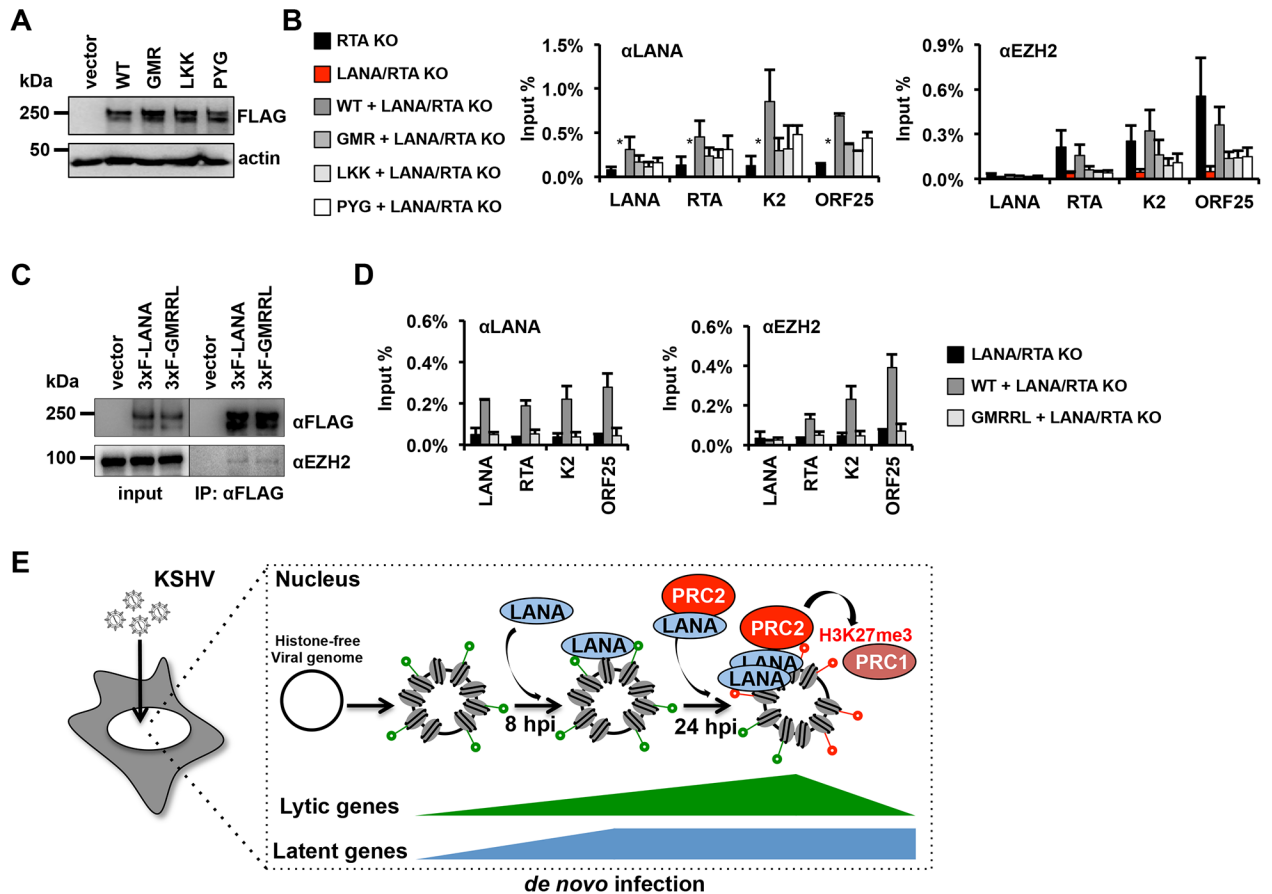 A
vector
WT
GMR
LKK
PYG
kDa
250
50
FLAG
actin
B
RTA KO
LANA/RTA KO
WT + LANA/RTA KO
GMR + LANA/RTA KO
LKK + LANA/RTA KO
PYG + LANA/RTA KO
αLANA
Input %
1.5%
1.0%
0.5%
0.0%
*
*
*
*
LANA
RTA
K2
ORF25
αEZH2
Input %
0.9%
0.6%
0.3%
0.0%
LANA
RTA
K2
ORF25
C
vector
3xF-LANA
3xF-GMRRL
vector
3xF-LANA
3xF-GMRRL
kDa
250
100
αFLAG
αEZH2
input
IP: αFLAG
D
αLANA
Input %
0.6%
0.4%
0.2%
0.0%
LANA
RTA
K2
ORF25
αEZH2
Input %
0.6%
0.4%
0.2%
0.0%
LANA
RTA
K2
ORF25
LANA/RTA KO
WT + LANA/RTA KO
GMRRL + LANA/RTA KO
E
KSHV
Nucleus
Histone-free
Viral genome
LANA
8 hpi
LANA
PRC2
LANA
24 hpi
PRC2
LANA
LANA
H3K27me3
PRC1
Lytic genes
Latent genes
de novo infection